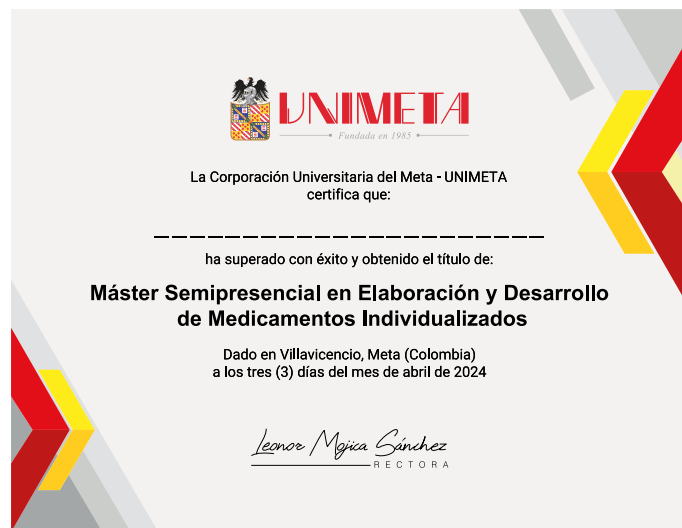 UNIMETA
Fundada en 1985
La Corporación Universitaria del Meta - UNIMETA
certifica que:
ha superado con éxito y obtenido el título de:
Máster Semipresencial en Elaboración y Desarrollo
de Medicamentos Individualizados
Dado en Villavicencio, Meta (Colombia)
a los tres (3) días del mes de abril de 2024
Leonor Mojica Sánchez
RECTORA